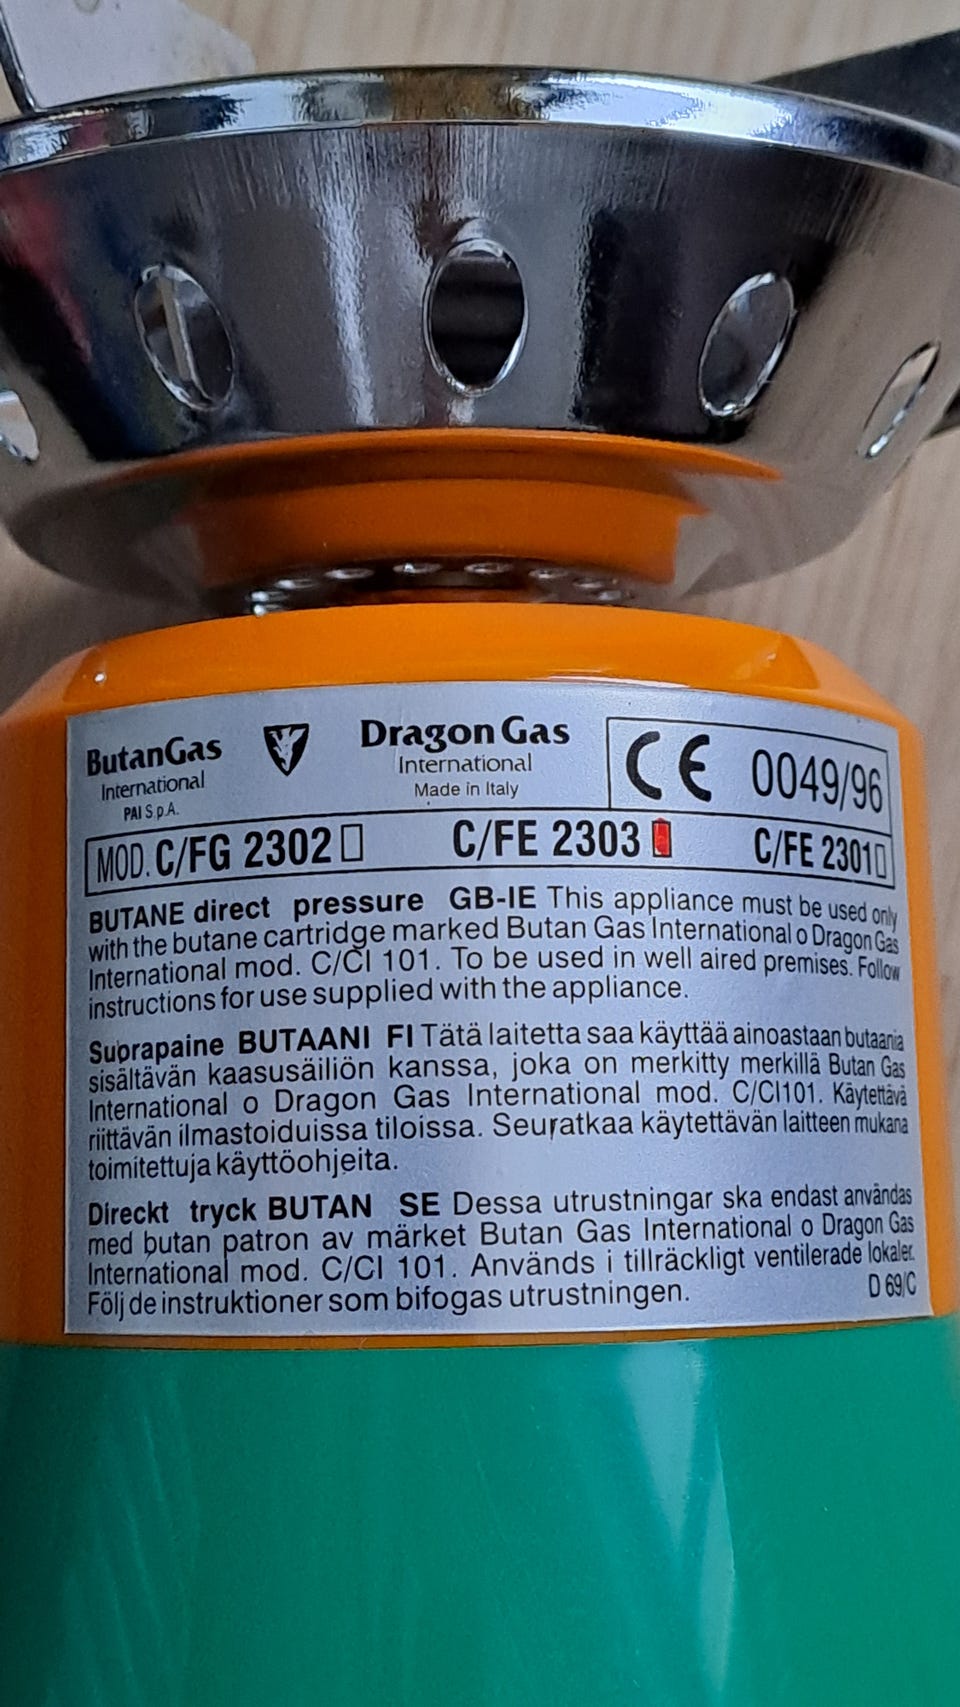 ButanGas
International
PAI S.p.A.
Dragon Gas
International
Made in Italy
CE 0049/96
MOD. C/FG 2302 C/FE 2303 C/FE 2301
BUTANE direct pressure GB-IE This appliance must be used only
with the butane cartridge marked Butan Gas International o Dragon Gas
International mod. C/CI 101. To be used in well aired premises. Follow
instructions for use supplied with the appliance.
Suorapaine BUTAANI FI Tätä laitetta saa käyttää ainoastaan butaania
sisältävän kaasusäiliön kanssa, joka on merkitty merkillä Butan Gas
International o Dragon Gas International mod. C/CI101. Käytettävä
riittävän ilmastoiduissa tiloissa. Seuratkaa käytettävän laitteen mukana
toimitettuja käyttöohjeita.
Direckt tryck BUTAN SE Dessa utrustningar ska endast användas
med butan patron av märket Butan Gas International o Dragon Gas
International mod. C/CI 101. Används i tillräckligt ventilerade lokaler.
Följ de instruktioner som bifogas utrustningen.
D 69/C